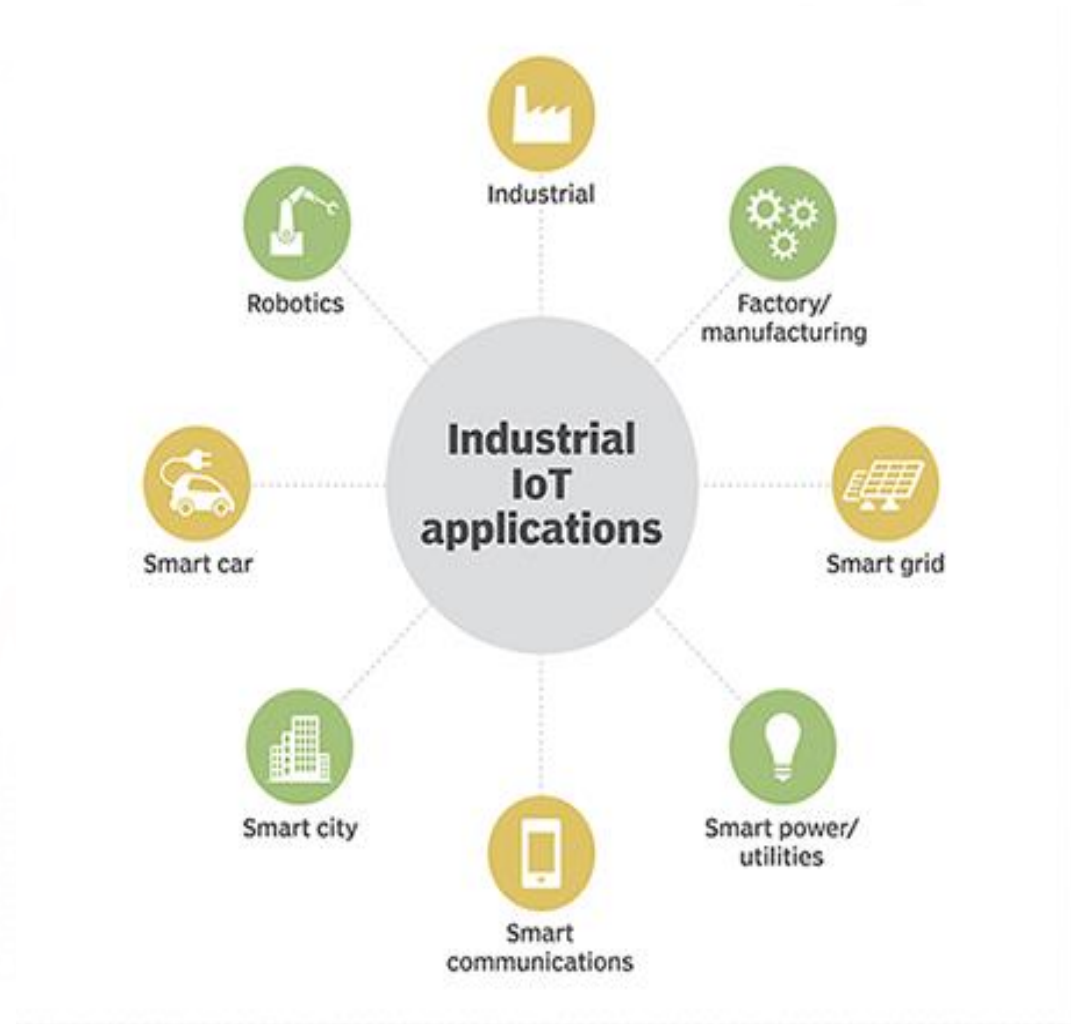 Industrial
Robotics
Factory/
manufacturing
Industrial
IoT
applications
Smart car
Smart grid
Smart city
Smart power/
utilities
Smart
communications